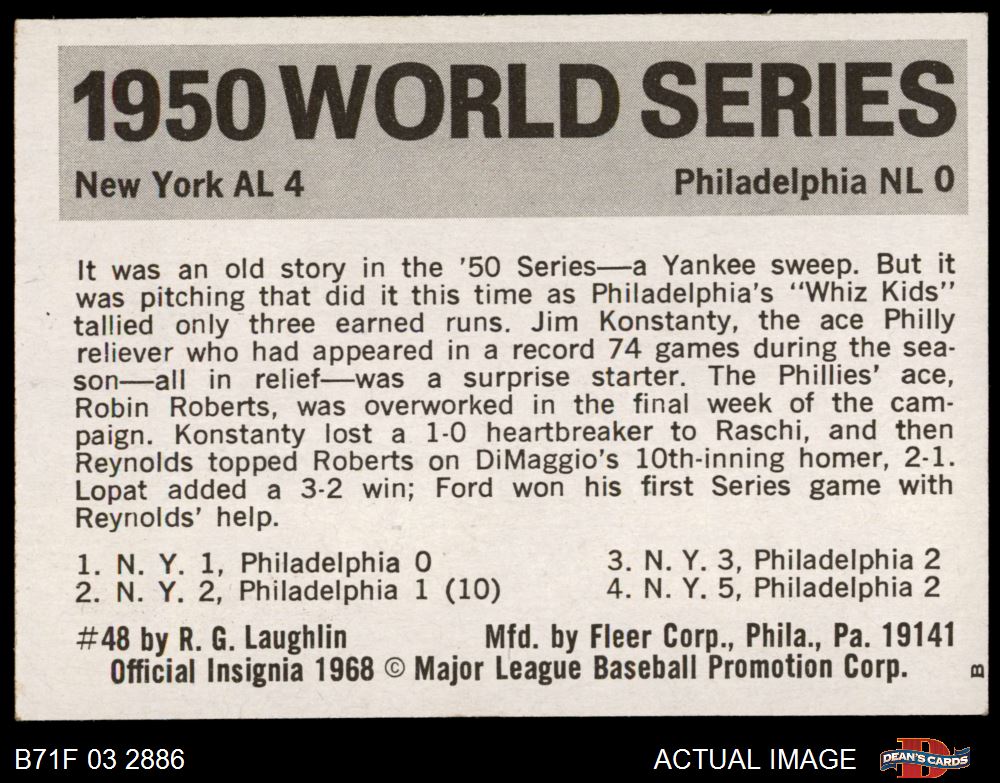 1950 WORLD SERIES
New York AL 4 Philadelphia NL 0
It was an old story in the '50 Series—a Yankee sweep. But it
was pitching that did it this time as Philadelphia's "Whiz Kids"
tallied only three earned runs. Jim Konstanty, the ace Philly
reliever who had appeared in a record 74 games during the sea-
son—all in relief—was a surprise starter. The Phillies' ace,
Robin Roberts, was overworked in the final week of the cam-
paign. Konstanty lost a 1-0 heartbreaker to Raschi, and then
Reynolds topped Roberts on DiMaggio's 10th-inning homer, 2-1.
Lopat added a 3-2 win; Ford won his first Series game with
Reynolds' help.
1. N. Y. 1, Philadelphia 0
2. N. Y. 2, Philadelphia 1 (10)
3. N. Y. 3, Philadelphia 2
4. N. Y. 5, Philadelphia 2
#48 by R. G. Laughlin Mfd. by Fleer Corp., Phila., Pa. 19141
Official Insignia 1968 © Major League Baseball Promotion Corp.
B
B71F 03 2886 ACTUAL IMAGE D DEAN'S CARDS